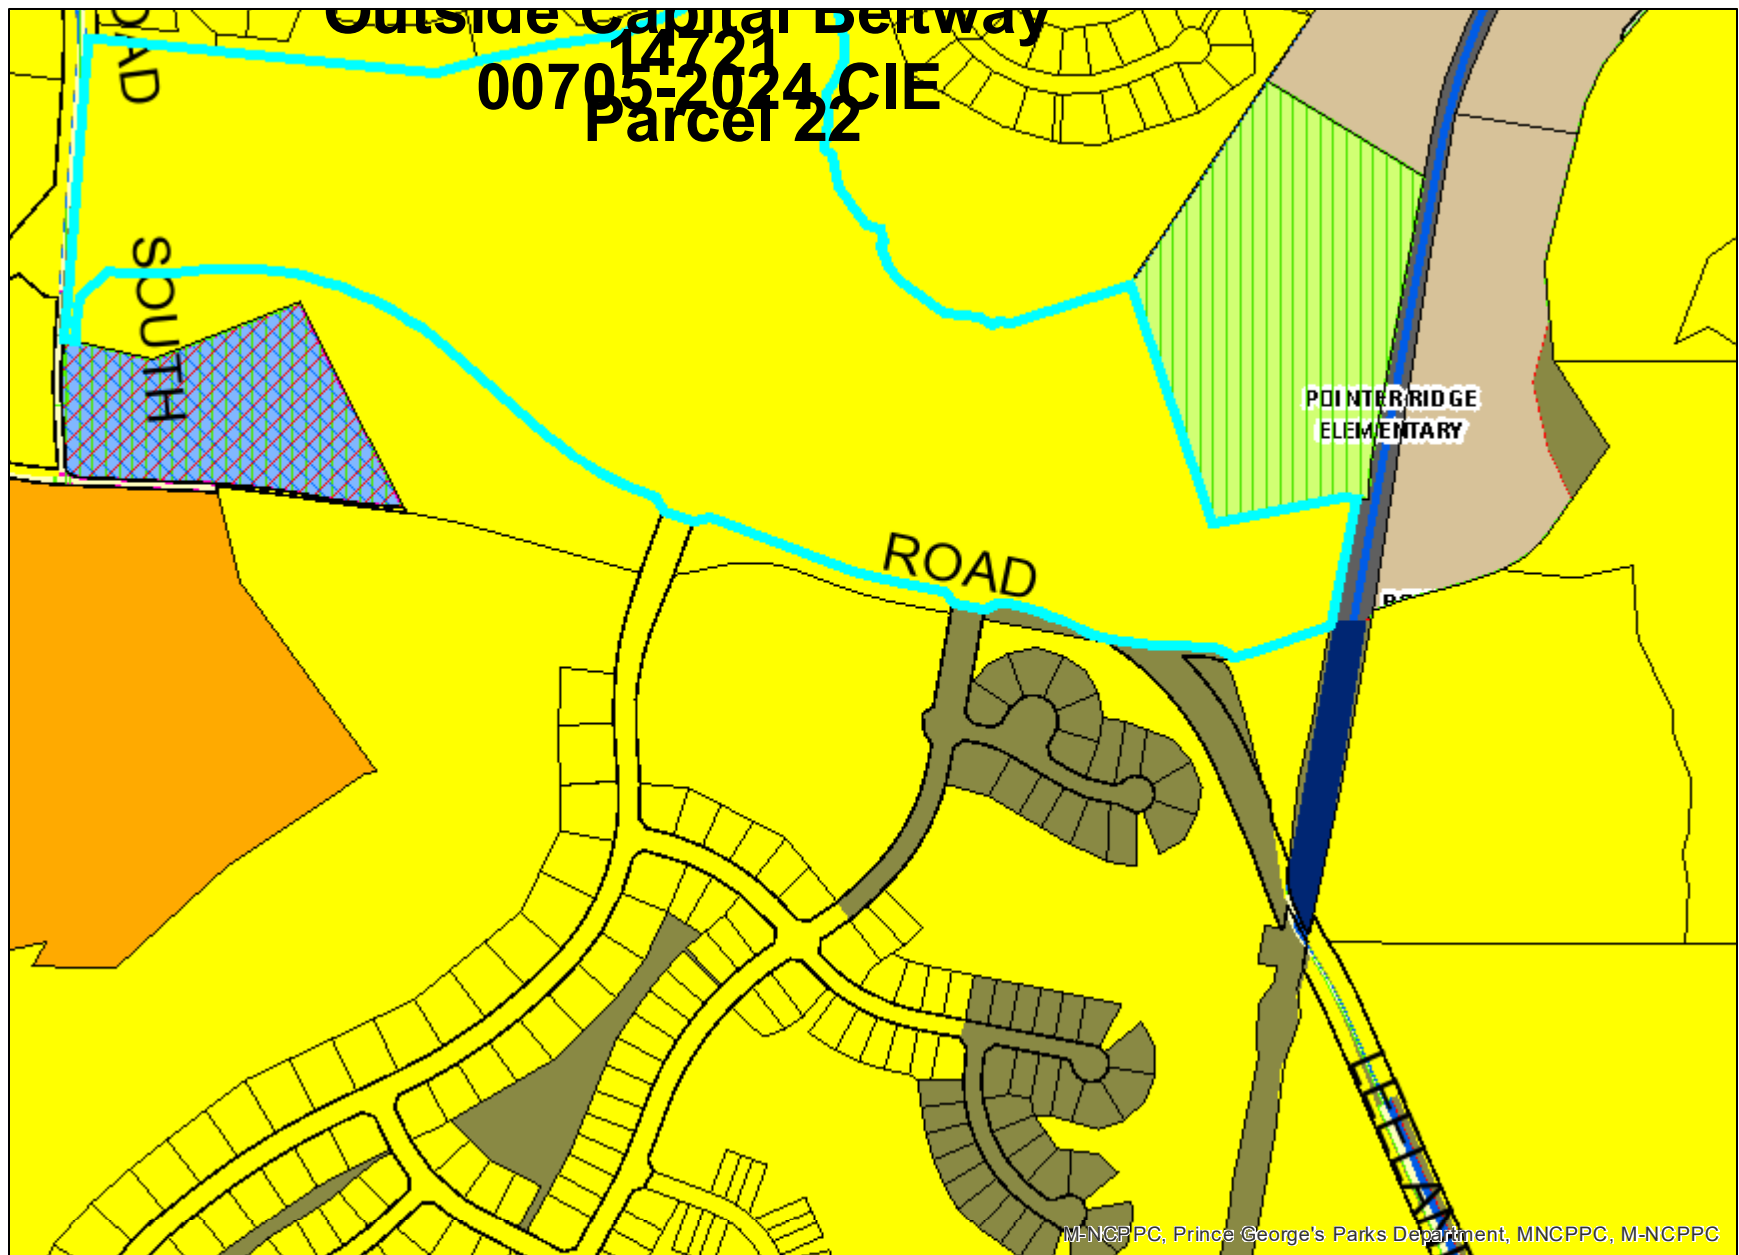 Outside Capital Beltway
14721
00705-2024 CIE
Parcel 22
OAD
SOUTH
POINTER RIDGE
ELEMENTARY
ROAD
M-NCPPC, Prince George's Parks Department, MNCPPC, M-NCPPC